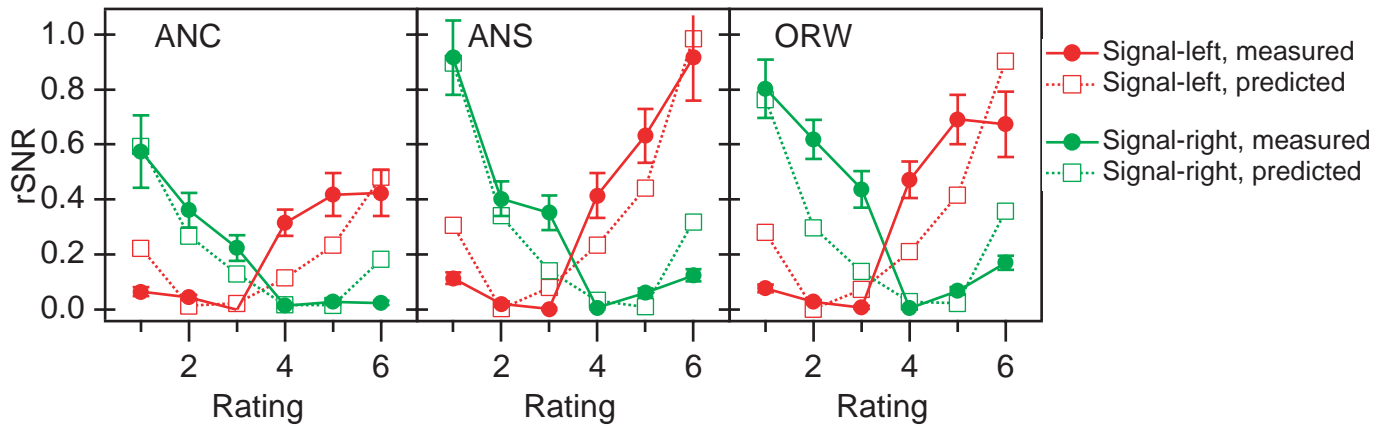 rSNR
1.0
0.8
0.6
0.4
0.2
0.0
ANC
ANS
ORW
2 4 6
2 4 6
2 4 6
Rating
Rating
Rating
Signal-left, measured
Signal-left, predicted
Signal-right, measured
Signal-right, predicted